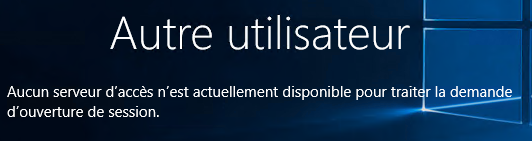 Autre utilisateur
Aucun serveur d’accès n’est actuellement disponible pour traiter la demande
d’ouverture de session.